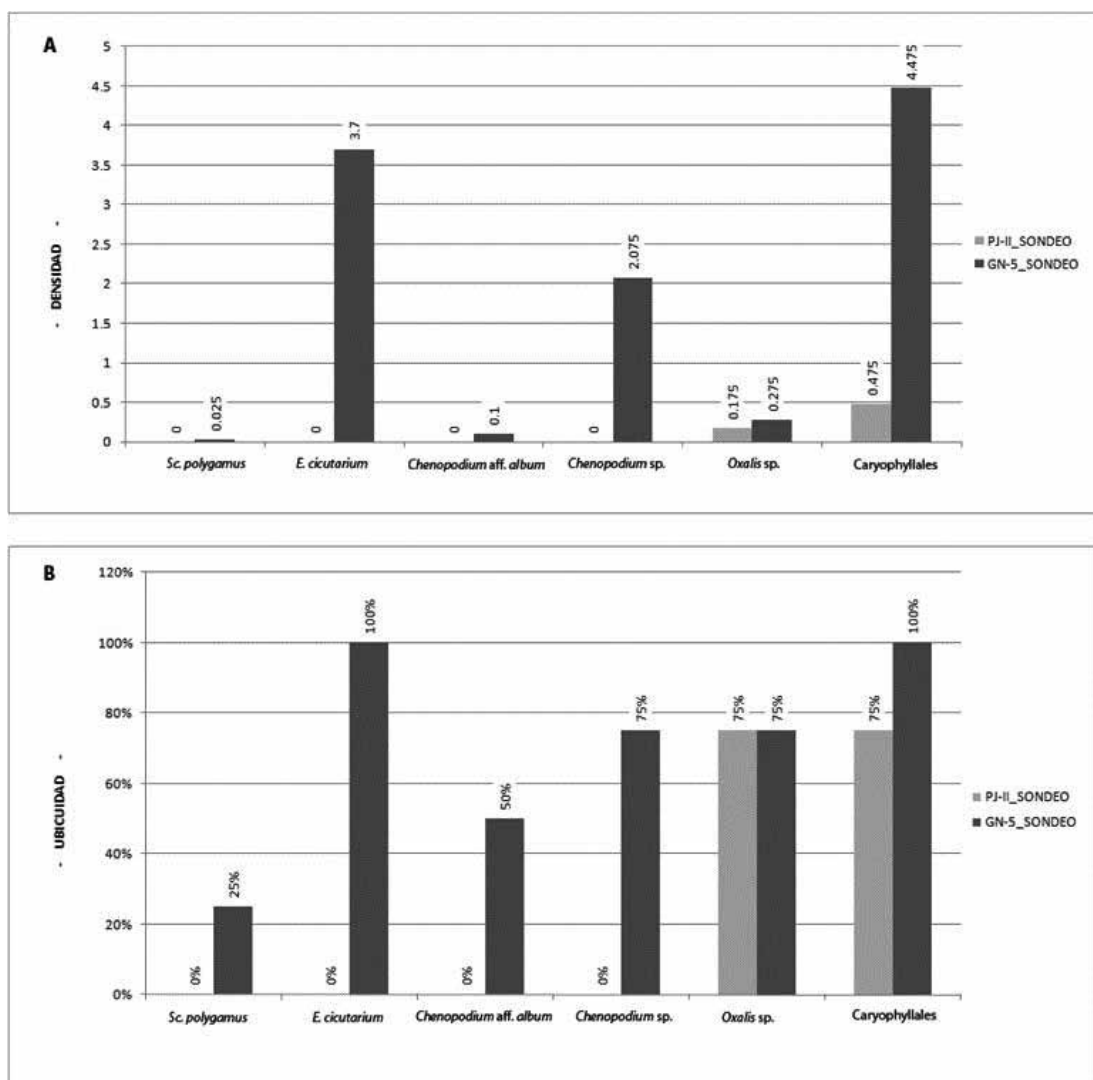 A
5
4.5
4
3.5
3
2.5
2
1.5
1
0.5
0
- DENSIDAD -
0
0.025
0
3.7
0
0.1
0
2.075
0.175
0.275
0.475
4.475
Sc. polygamus
E. cicutarium
Chenopodium aff. album
Chenopodium sp.
Oxalis sp.
Caryophyllales
PJ-II_SONDEO
GN-5_SONDEO
B
120%
100%
80%
60%
40%
20%
0%
- UBICUIDAD -
0%
25%
0%
100%
0%
50%
0%
75%
75%
75%
75%
100%
Sc. polygamus
E. cicutarium
Chenopodium aff. album
Chenopodium sp.
Oxalis sp.
Caryophyllales
PJ-II_SONDEO
GN-5_SONDEO